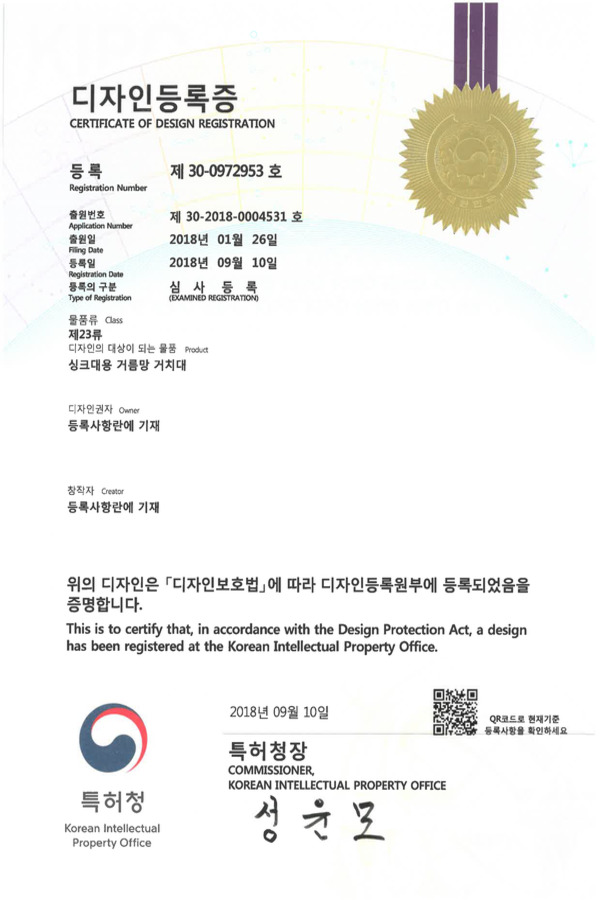 디자인등록증
CERTIFICATE OF DESIGN REGISTRATION
등 록 제 30-0972953 호
Registration Number
출원번호 제 30-2018-0004531 호
Application Number
출원일 2018년 01월 26일
Filing Date
등록일 2018년 09월 10일
Registration Date
등록의 구분 심 사 등 록
Type of Registration (EXAMINED REGISTRATION)
물품류 Class
제23류
디자인의 대상이 되는 물품 Product
싱크대용 거름망 거치대
디자인권자 Owner
등록사항란에 기재
창작자 Creator
등록사항란에 기재
위의 디자인은 「디자인보호법」에 따라 디자인등록원부에 등록되었음을
증명합니다.
This is to certify that, in accordance with the Design Protection Act, a design
has been registered at the Korean Intellectual Property Office.
2018년 09월 10일
QR코드로 현재기준
등록사항을 확인하세요
특허청장
COMMISSIONER,
KOREAN INTELLECTUAL PROPERTY OFFICE
성윤모
특허청
Korean Intellectual
Property Office
대한민국